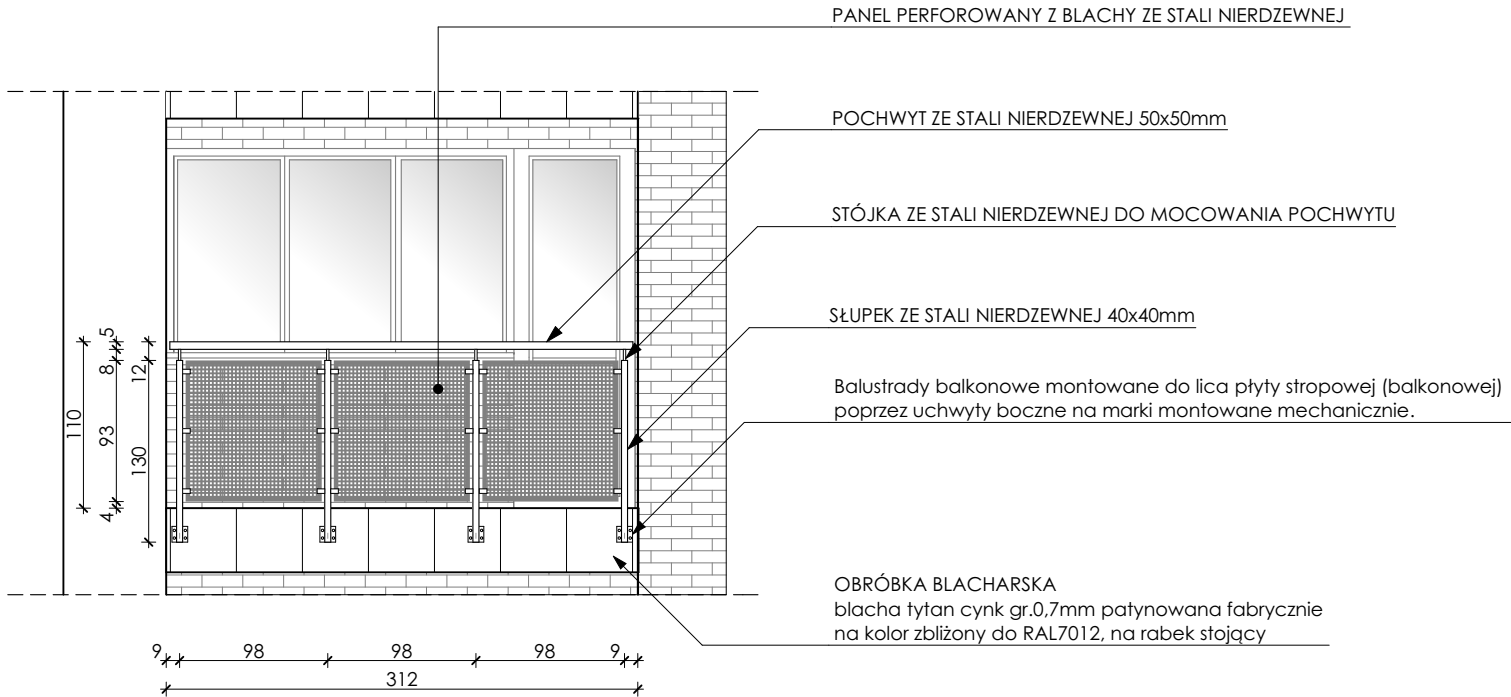 PANEL PERFOROWANY Z BLACHY ZE STALI NIERDZEWNEJ
POCHWYT ZE STALI NIERDZEWNEJ 50x50mm
STÓJKA ZE STALI NIERDZEWNEJ DO MOCOWANIA POCHWYTU
SŁUPEK ZE STALI NIERDZEWNEJ 40x40mm
Balustrady balkonowe montowane do lica płyty stropowej (balkonowej)
poprzez uchwyty boczne na marki montowane mechanicznie.
OBRÓBKA BLACHARSKA
blacha tytan cynk gr.0,7mm patynowana fabrycznie
na kolor zbliżony do RAL7012, na rabek stojący
110
5
8
93
4
12
130
9 98 98 98 9
312